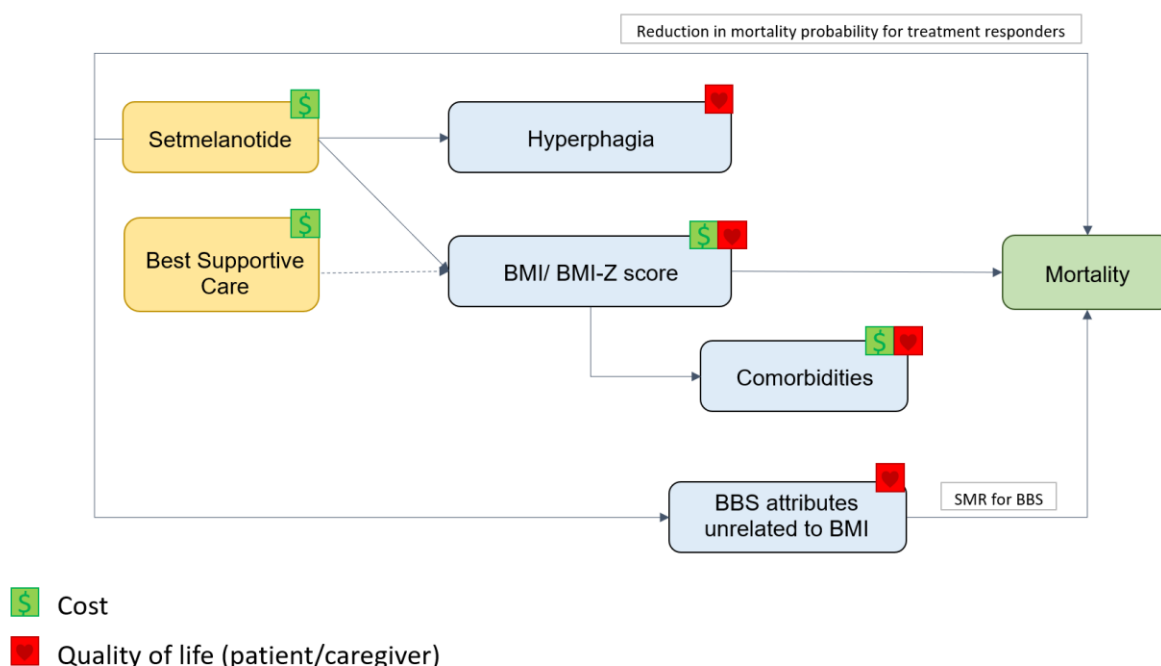 Reduction in mortality probability for treatment responders
$
Setmelanotide
Hyperphagia
$
Best Supportive
Care
$
BMI/ BMI-Z score
Mortality
$
Comorbidities
BBS attributes
unrelated to BMI
SMR for BBS
$ Cost
Quality of life (patient/caregiver)